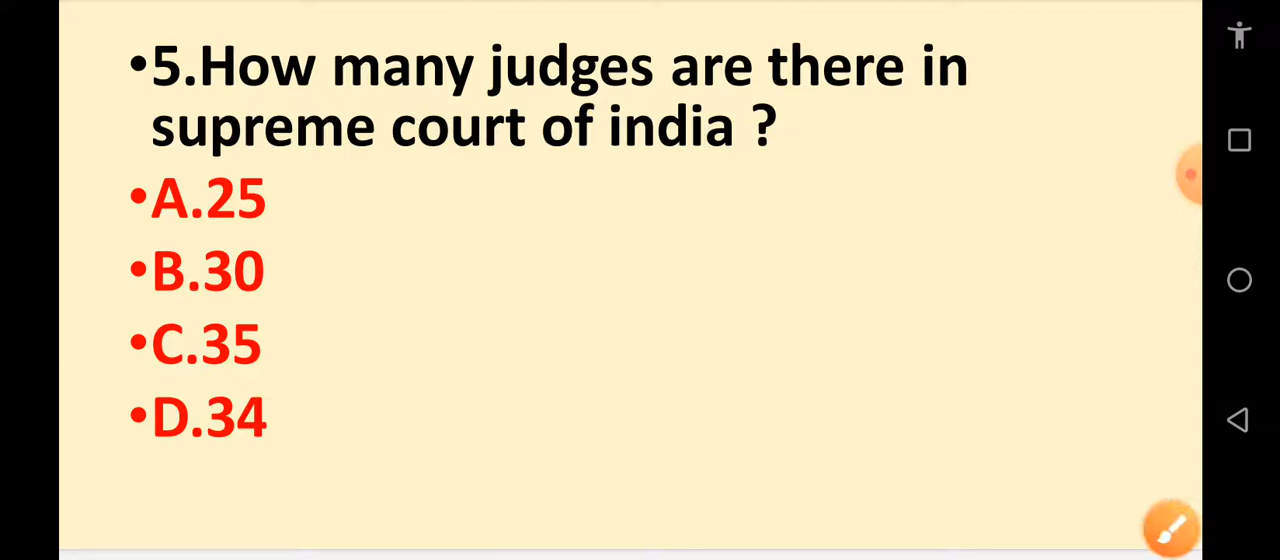 •5.How many judges are there in
supreme court of india ?
•A.25
•B.30
•C.35
•D.34